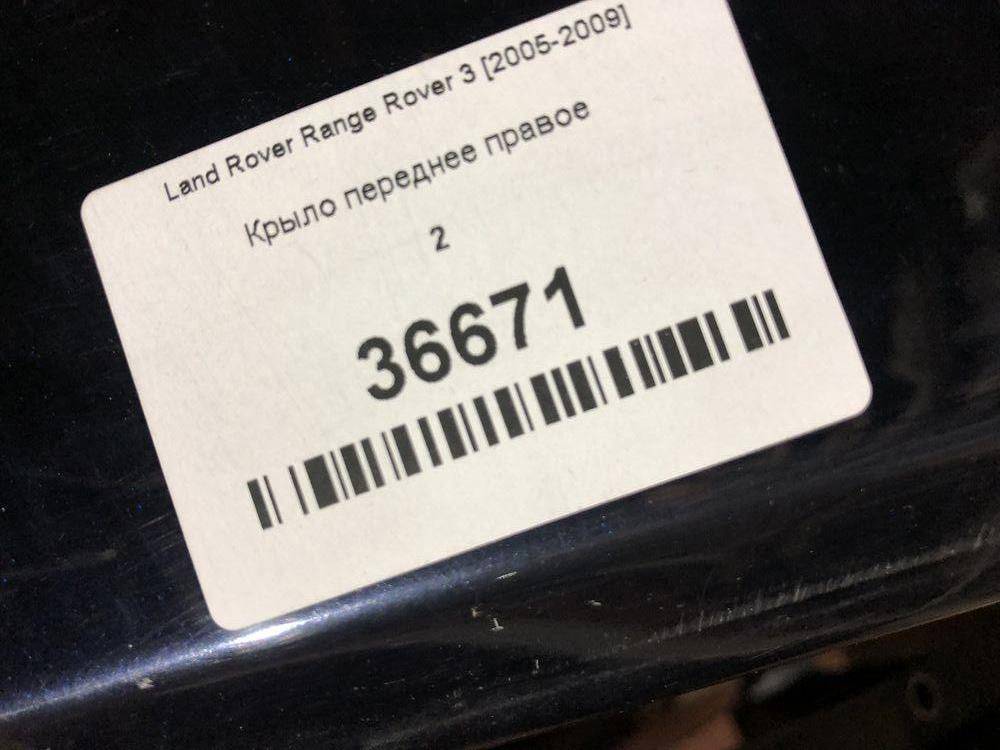 Land Rover Range Rover 3 [2005-2009]
Крыло переднее правое
2
36671